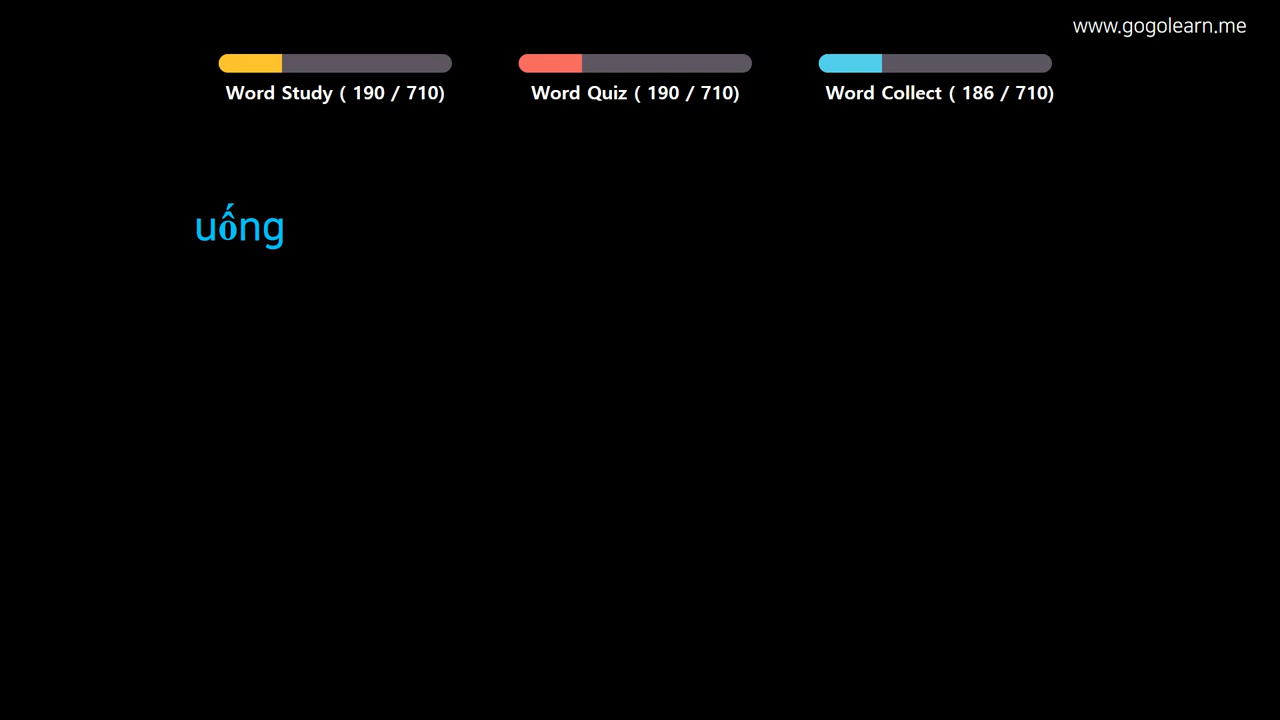 www.gogolearn.me
Word Study ( 190 / 710)
Word Quiz ( 190 / 710)
Word Collect ( 186 / 710)
uống